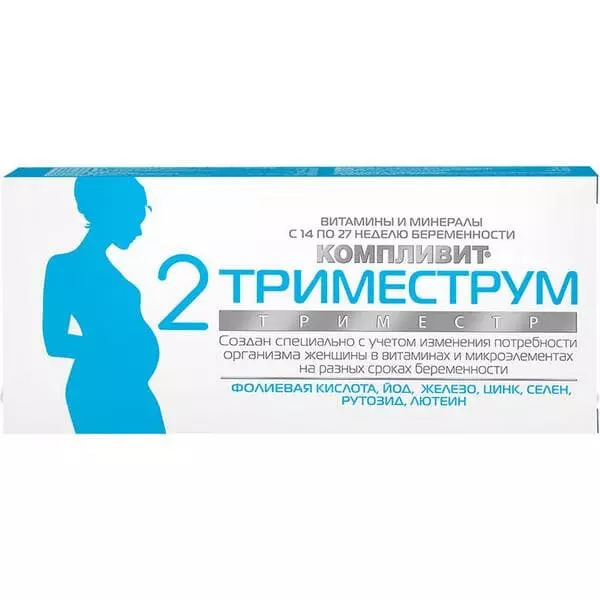 ВИТАМИНЫ И МИНЕРАЛЫ
С 14 ПО 27 НЕДЕЛЮ БЕРЕМЕННОСТИ
КОМПЛИВИТ®
2 ТРИМЕСТРУМ
ТРИМЕСТР
Создан специально с учетом изменения потребности
организма женщины в витаминах и микроэлементах
на разных сроках беременности
ФОЛИЕВАЯ КИСЛОТА, ЙОД, ЖЕЛЕЗО, ЦИНК, СЕЛЕН,
РУТОЗИД, ЛЮТЕИН